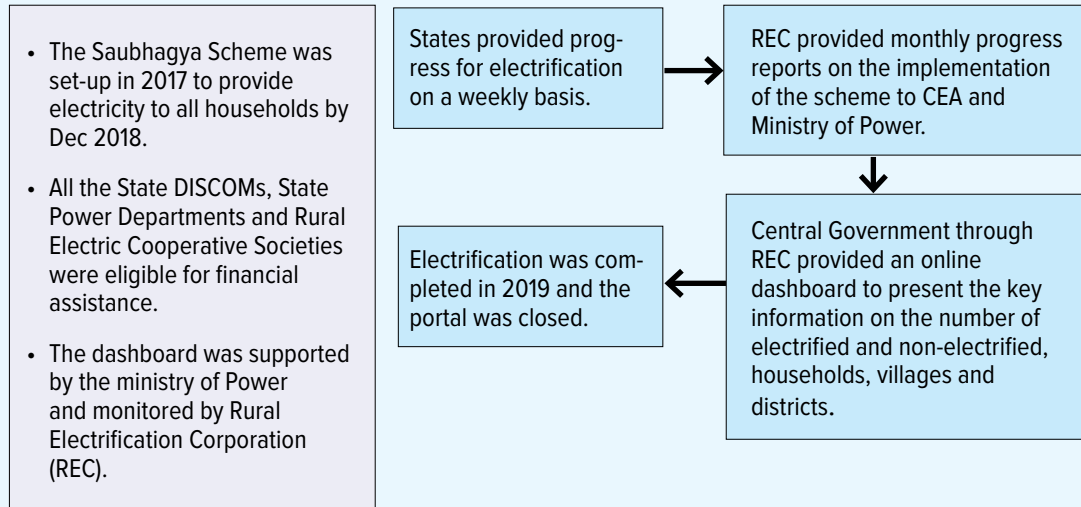 • The Saubhagya Scheme was
set-up in 2017 to provide
electricity to all households by
Dec 2018.
• All the State DISCOMs, State
Power Departments and Rural
Electric Cooperative Societies
were eligible for financial
assistance.
• The dashboard was supported
by the ministry of Power
and monitored by Rural
Electrification Corporation
(REC).
States provided prog-
ress for electrification
on a weekly basis.
REC provided monthly progress
reports on the implementation
of the scheme to CEA and
Ministry of Power.
Central Government through
REC provided an online
dashboard to present the key
information on the number of
electrified and non-electrified,
households, villages and
districts.
Electrification was com-
pleted in 2019 and the
portal was closed.